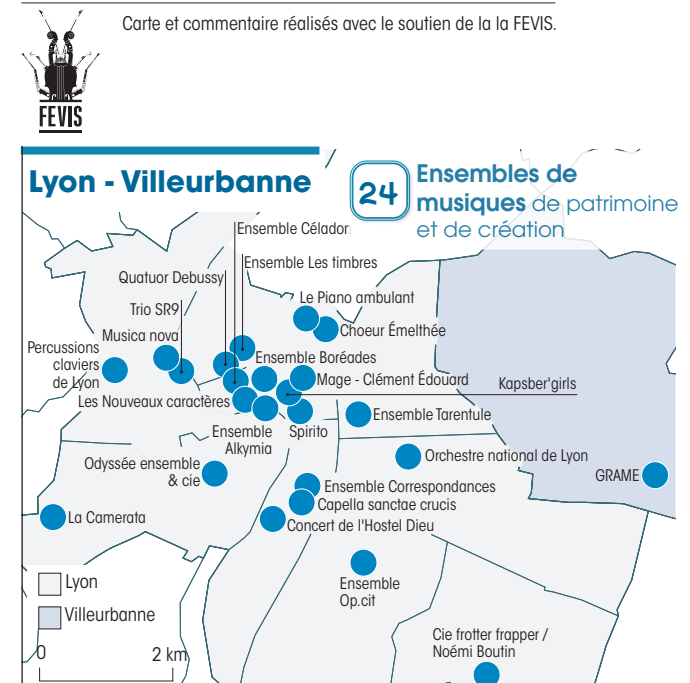 Carte et commentaire réalisés avec le soutien de la la FEVIS.
FEVIS
Lyon - Villeurbanne
24
Ensembles de
musiques de patrimoine
et de création
Ensemble Célador
Ensemble Les timbres
Quatuor Debussy
Le Piano ambulant
Trio SR9
Choeur Émelthée
Musica nova
Percussions
claviers
de Lyon
Ensemble Boréades
Mage - Clément Édouard
Kapsber'girls
Les Nouveaux caractères
Ensemble Tarentule
Ensemble
Alkymia
Spirito
Odyssée ensemble
& cie
Orchestre national de Lyon
GRAME
Ensemble Correspondances
Capella sanctae crucis
La Camerata
Concert de l'Hostel Dieu
Ensemble
Op.cit
Lyon
Villeurbanne
Cie frotter frapper /
Noémi Boutin
0 2 km